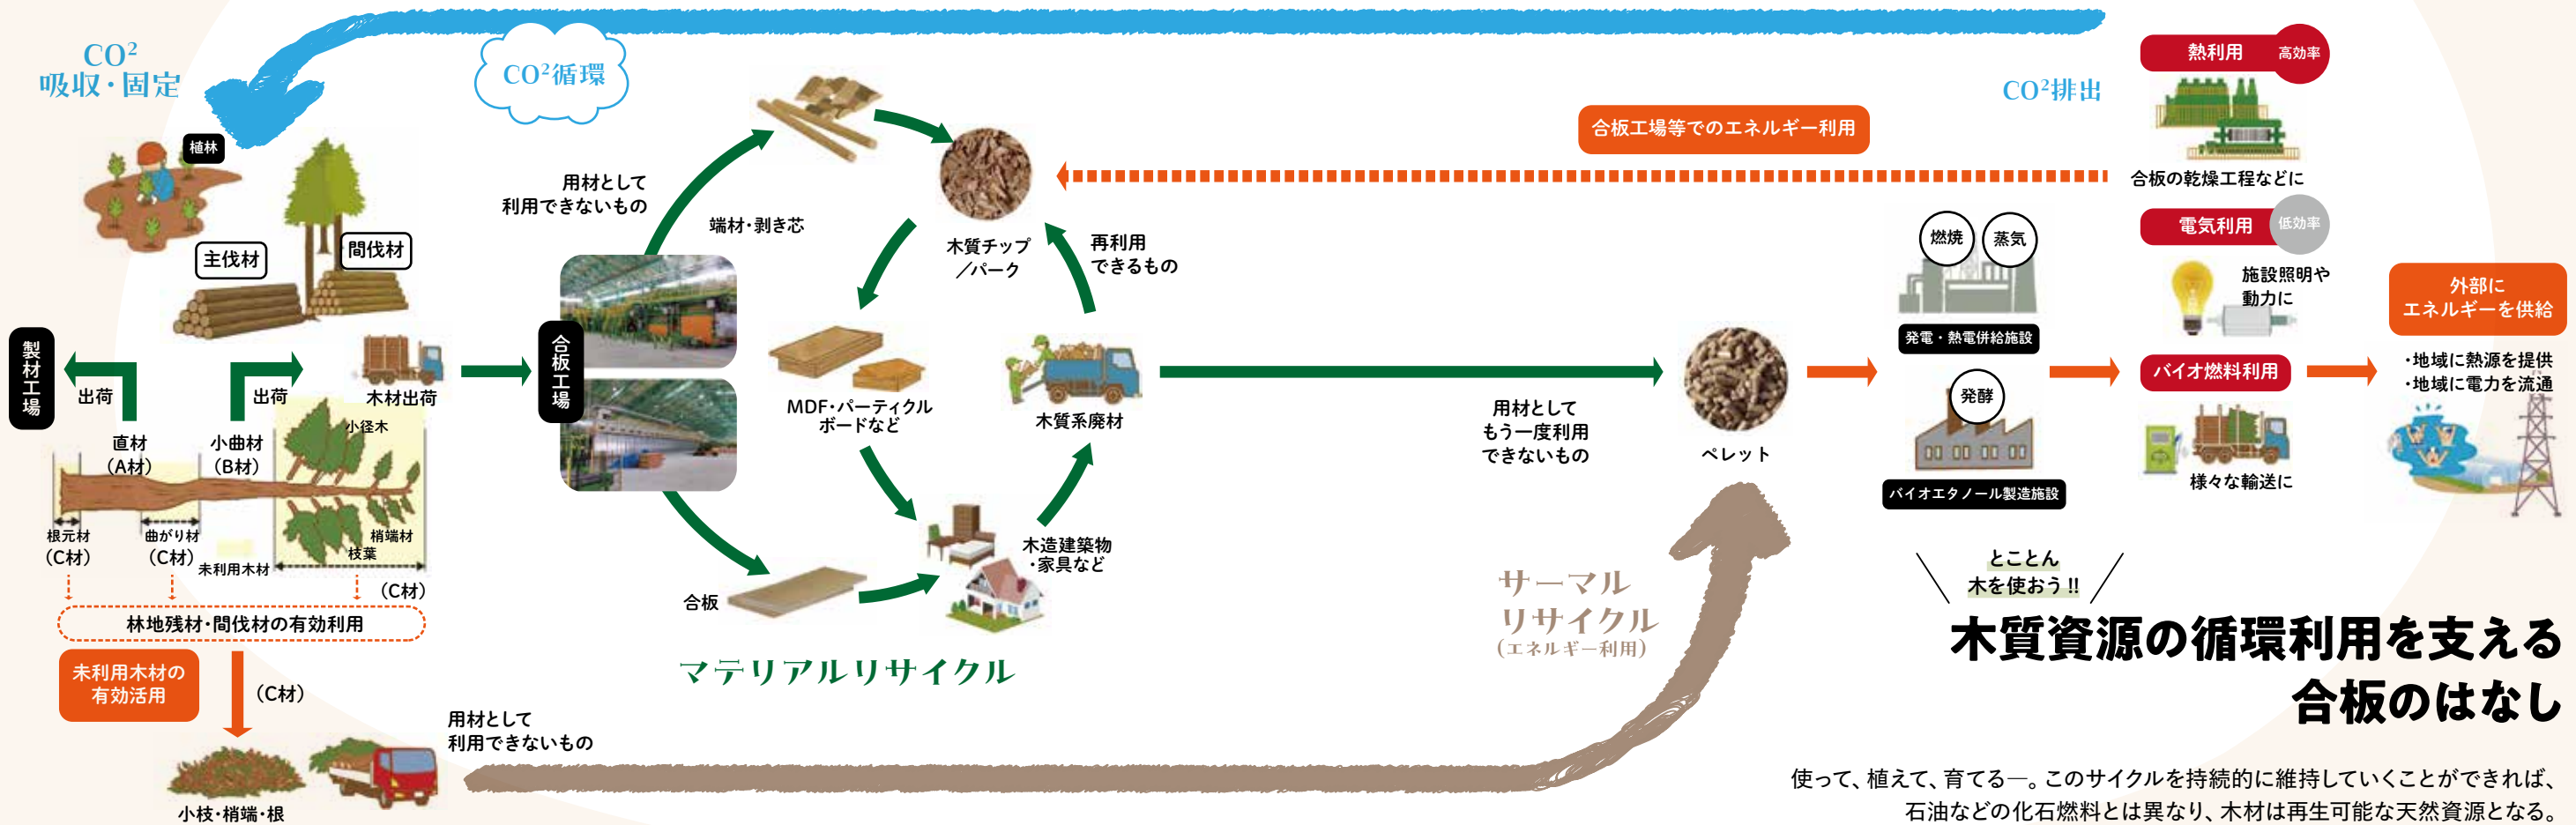 CO²
吸収・固定
CO²循環
CO²排出
熱利用
高効率
合板の乾燥工程などに
合板工場等でのエネルギー利用
植林
主伐材
間伐材
用材として
利用できないもの
端材・剥き芯
木質チップ
／パーク
再利用
できるもの
燃焼
蒸気
発電・熱電併給施設
電気利用
低効率
施設照明や
動力に
外部に
エネルギーを供給
・地域に熱源を提供
・地域に電力を流通
製材工場
出荷
出荷
木材出荷
合板工場
MDF・パーティクル
ボードなど
木質系廃材
用材として
もう一度利用
できないもの
ペレット
発酵
バイオエタノール製造施設
バイオ燃料利用
様々な輸送に
直材
（A材）
小曲材
（B材）
小径木
根元材
（C材）
曲がり材
（C材）
未利用木材
枝葉
梢端材
（C材）
林地残材・間伐材の有効利用
未利用木材の
有効活用
（C材）
小枝・梢端・根
用材として
利用できないもの
合板
木造建築物
・家具など
マテリアルリサイクル
サーマル
リサイクル
（エネルギー利用）
とことん
木を使おう!!
木質資源の循環利用を支える
合板のはなし
使って、植えて、育てる―。このサイクルを持続的に維持していくことができれば、
石油などの化石燃料とは異なり、木材は再生可能な天然資源となる。